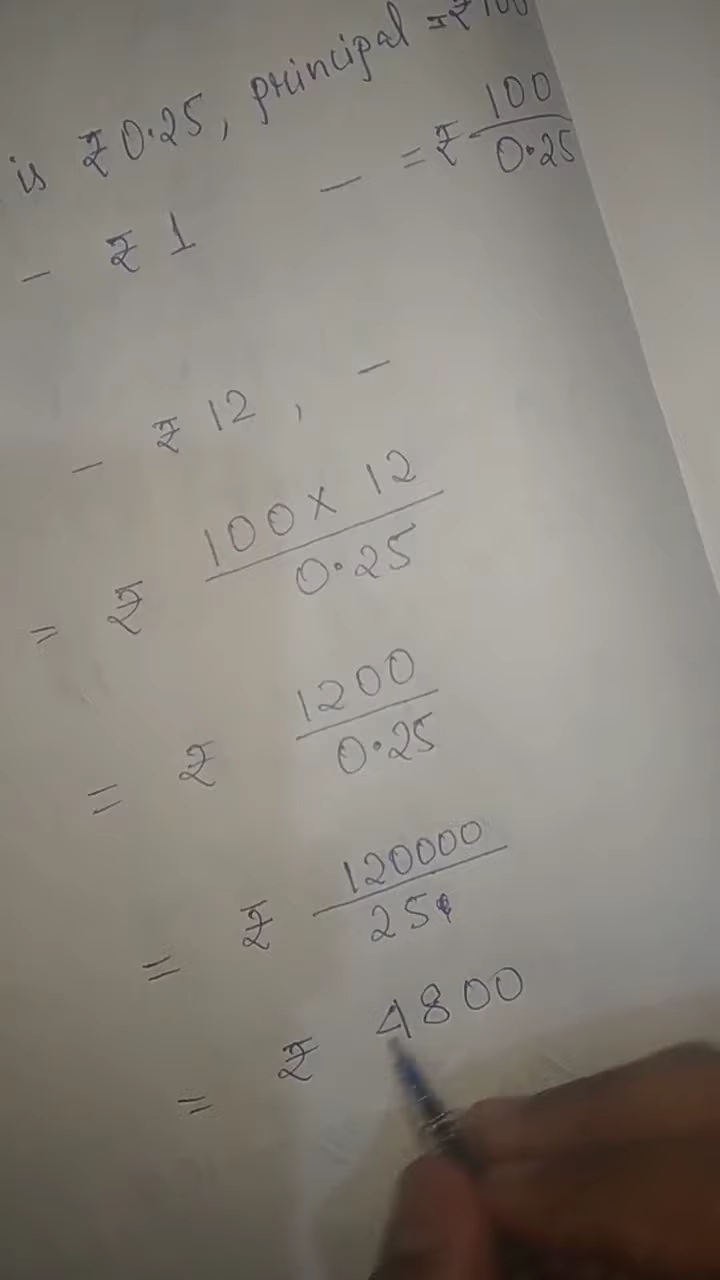 is ₹ 0.25, principal = ₹ 100
— ₹ 1 — = ₹ 100/0.25
— ₹ 12, —
= ₹ 100 x 12/0.25
= ₹ 1200/0.25
= ₹ 120000/25
= ₹ 4800